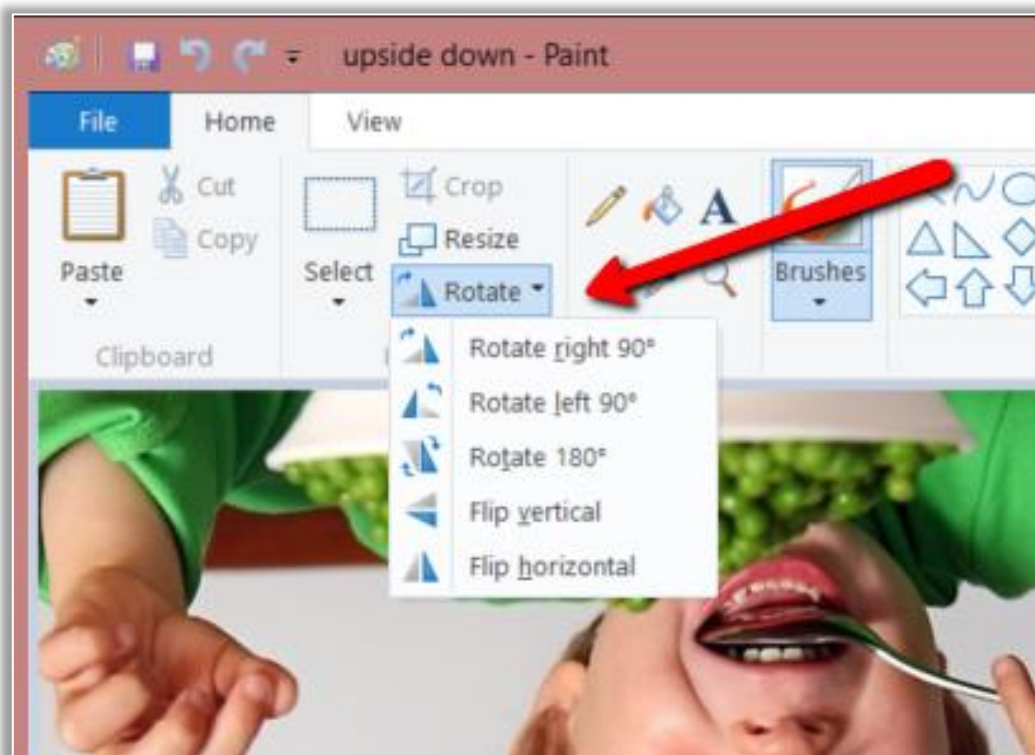 upside down - Paint
File Home View
Cut
Crop
Copy
Resize
Paste
Select
Rotate
Brushes
A
Clipboard
Rotate right 90°
Rotate left 90°
Rotate 180°
Flip vertical
Flip horizontal